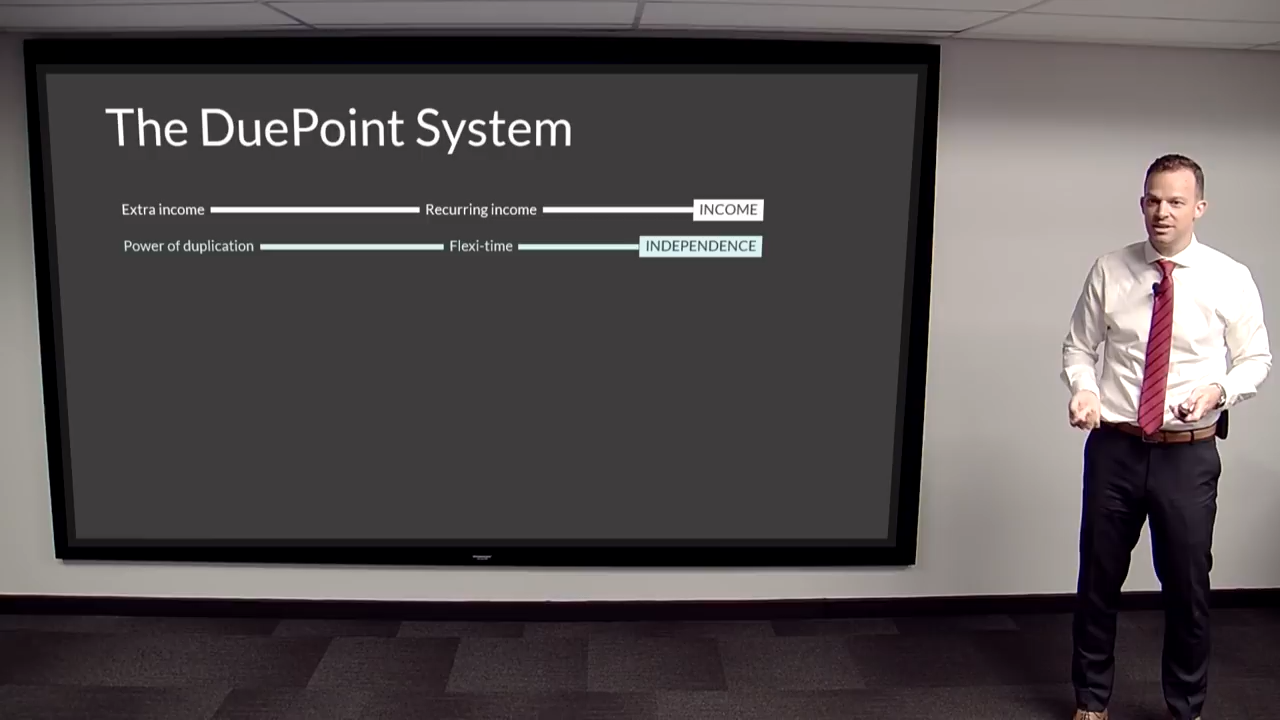 The DuePoint System
Extra income Recurring income INCOME
Power of duplication Flexi-time INDEPENDENCE